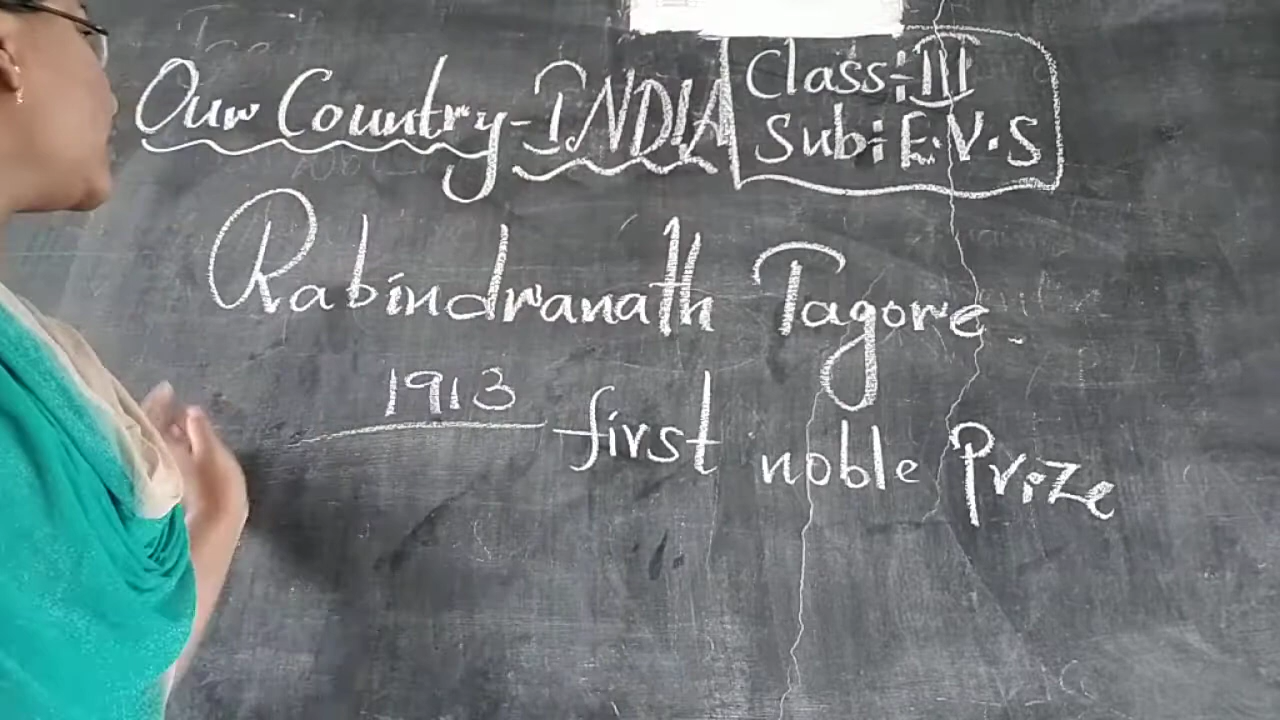 Our Country-INDIA
Class:-III
Sub: E.V.S
Rabindranath Tagore.
1913 first noble Prize